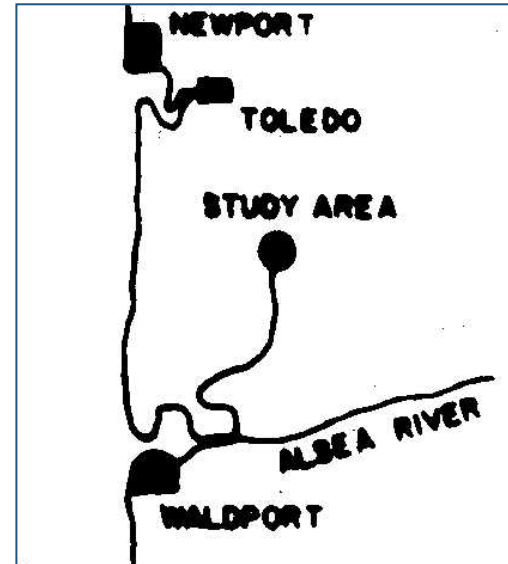 NEWPORT
TOLEDO
STUDY AREA
ALSEA RIVER
WALDPORT